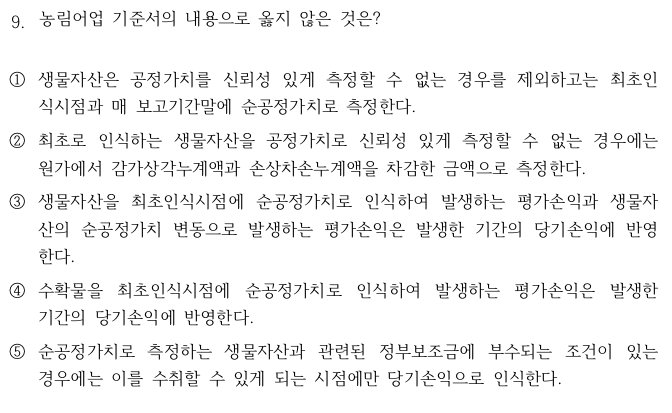 9. 농림어업 기준서의 내용으로 옳지 않은 것은?
① 생물자산은 공정가치를 신뢰성 있게 측정할 수 없는 경우를 제외하고는 최초인
식시점과 매 보고기간말에 순공정가치로 측정한다.
② 최초로 인식하는 생물자산을 공정가치로 신뢰성 있게 측정할 수 없는 경우에는
원가에서 감가상각누계액과 손상차손누계액을 차감한 금액으로 측정한다.
③ 생물자산을 최초인식시점에 순공정가치로 인식하여 발생하는 평가손익과 생물자
산의 순공정가치 변동으로 발생하는 평가손익은 발생한 기간의 당기손익에 반영
한다.
④ 수확물을 최초인식시점에 순공정가치로 인식하여 발생하는 평가손익은 발생한
기간의 당기손익에 반영한다.
⑤ 순공정가치로 측정하는 생물자산과 관련된 정부보조금에 부수되는 조건이 있는
경우에는 이를 수취할 수 있게 되는 시점에만 당기손익으로 인식한다.